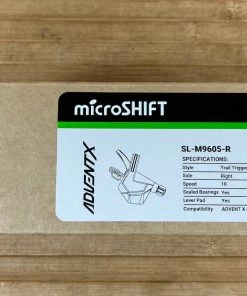 microSHIFT
ADVENTX
SL-M9605-R
SPECIFICATIONS:
Style Trail Trigger
Side Right
Speed 10
Sealed Bearings Yes
Lever Pad Yes
Compatibility ADVENT X